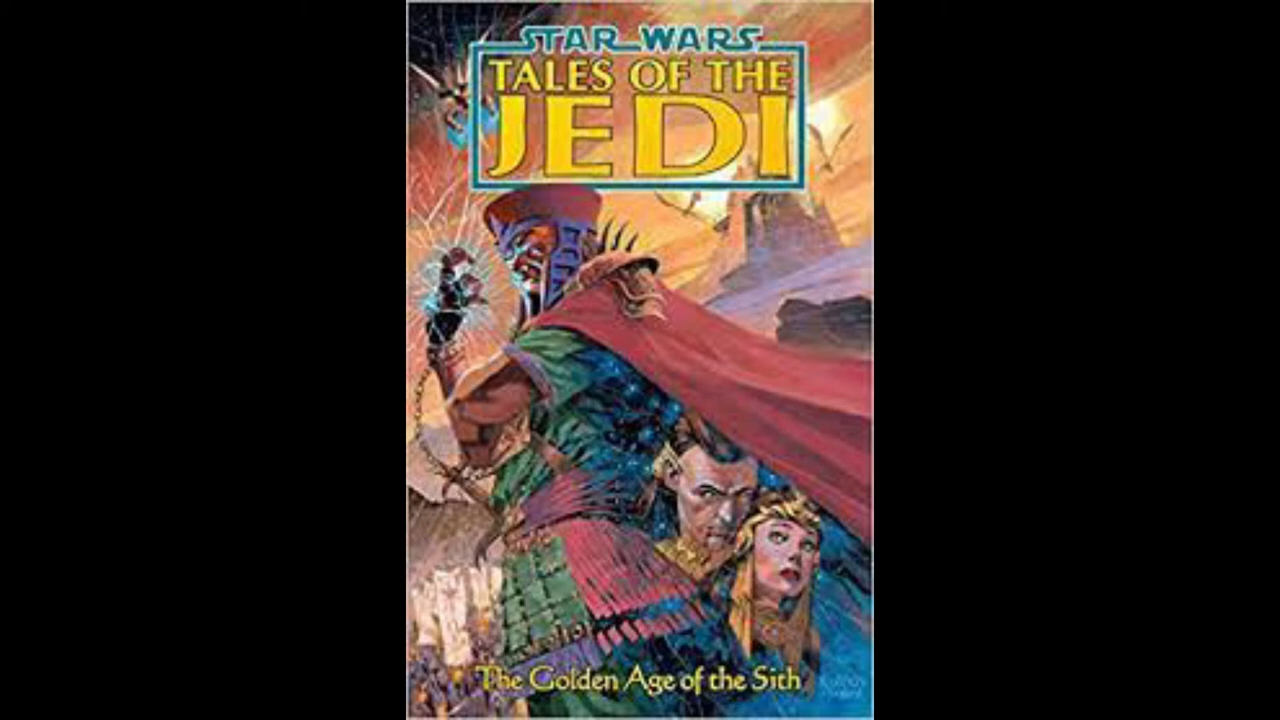 STAR WARS
TALES OF THE
JEDI
The Golden Age of the Sith